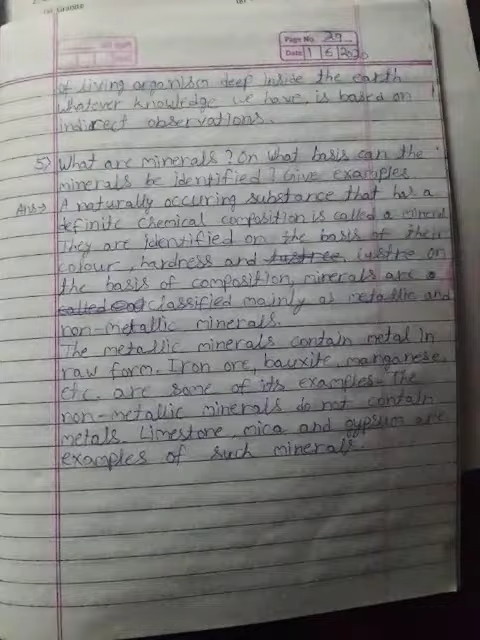 (c) Granite
Page No. 29
Date 1 6 2020
of living organism deep inside the earth
whatever knowledge we have is based on
indirect observations.
5) What are minerals? On what basis can the
minerals be identified? Give examples
Ans→ A naturally occuring substance that has a
definite chemical composition is called a mineral
They are identified on the basis of their
colour, hardness and lustre on
the basis of composition, minerals are
called classified mainly as metallic and
non-metallic minerals.
The metallic minerals contain metal in
raw form. Iron ore, bauxite, manganese
etc. are some of its examples. The
non-metallic minerals do not contain
metals. Limestone, mica and gypsum are
examples of such minerals.